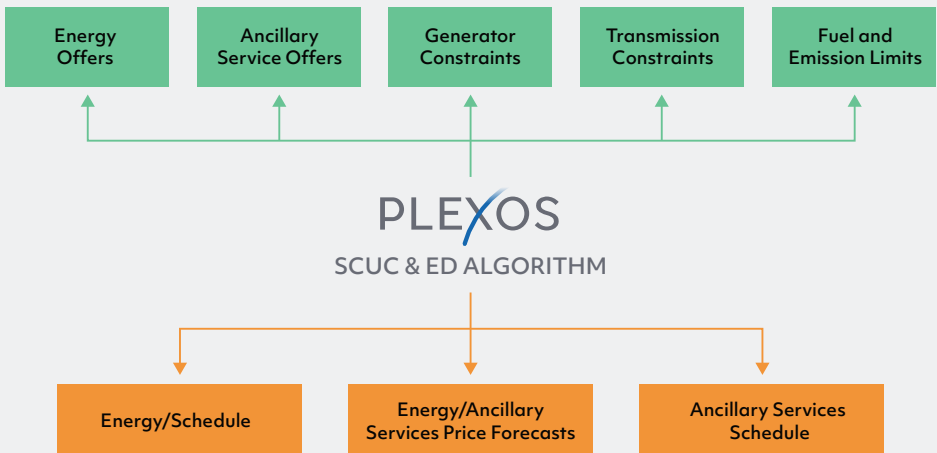 Energy
Offers
Ancillary
Service Offers
Generator
Constraints
Transmission
Constraints
Fuel and
Emission Limits
PLEXOS
SCUC & ED ALGORITHM
Energy/Schedule
Energy/Ancillary
Services Price Forecasts
Ancillary Services
Schedule